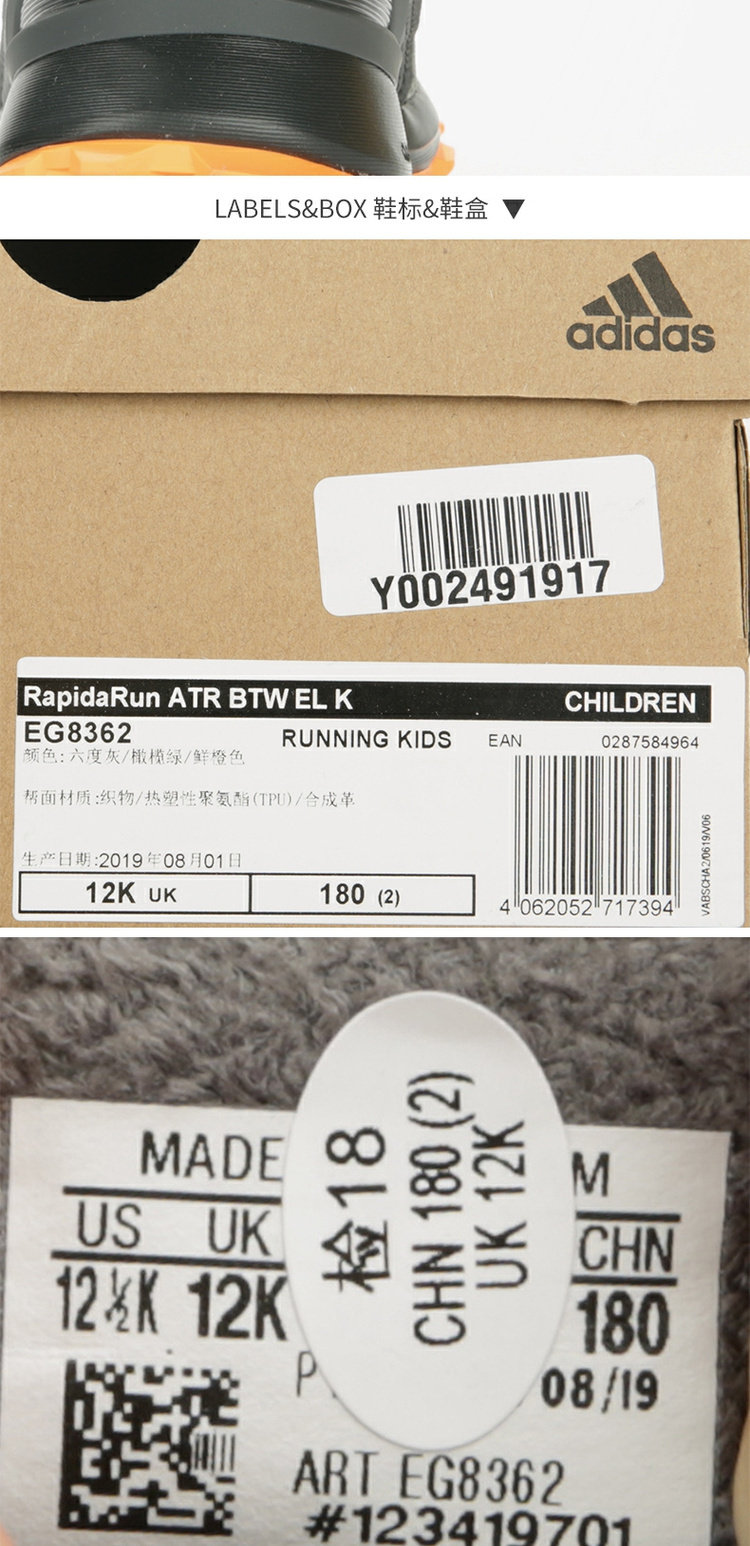 LABELS&BOX 鞋标&鞋盒 ▼
adidas
Y002491917
RapidaRun ATR BTW EL K CHILDREN
EG8362 RUNNING KIDS EAN 0287584964
颜色:六度灰/橄榄绿/鲜橙色
帮面材质:织物/热塑性聚氨酯(TPU)/合成革
生产日期:2019年08月01日
12K UK 180 (2)
4 062052 717394
VABSCHA2/0619/V06
MADE M
US UK CHN
12½K 12K 180
检18
CHN 180 (2)
UK 12K
P 08/19
ART EG8362
#123419701